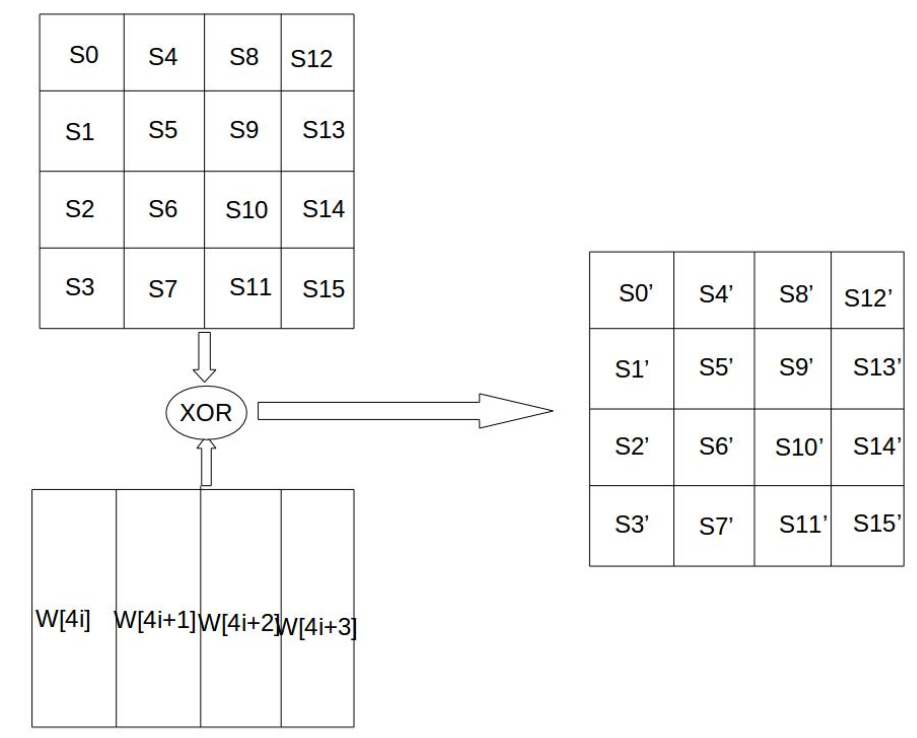 S0 S4 S8 S12
S1 S5 S9 S13
S2 S6 S10 S14
S3 S7 S11 S15
XOR
W[4i] W[4i+1] W[4i+2] W[4i+3]
S0’ S4’ S8’ S12’
S1’ S5’ S9’ S13’
S2’ S6’ S10’ S14’
S3’ S7’ S11’ S15’